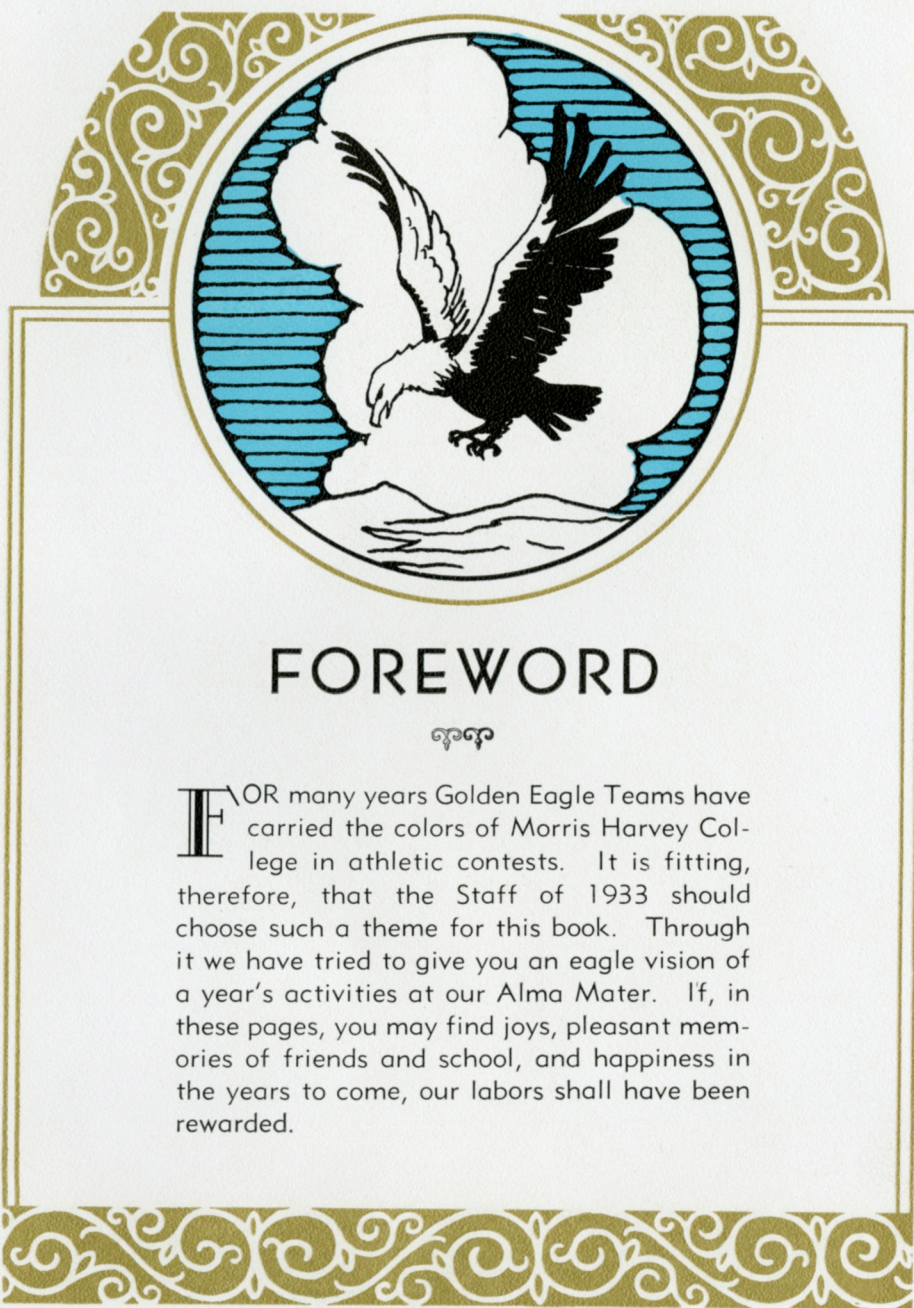 FOREWORD
FOR many years Golden Eagle Teams have
carried the colors of Morris Harvey Col-
lege in athletic contests. It is fitting,
therefore, that the Staff of 1933 should
choose such a theme for this book. Through
it we have tried to give you an eagle vision of
a year's activities at our Alma Mater. If, in
these pages, you may find joys, pleasant mem-
ories of friends and school, and happiness in
the years to come, our labors shall have been
rewarded.